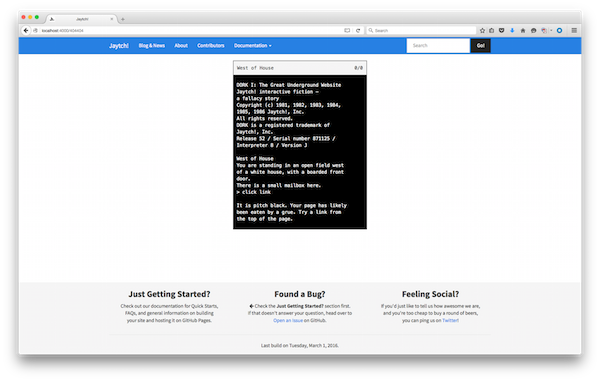 Jaytch!
localhost:4000/404404
Search
Jaytch! Blog & News About Contributors Documentation
Search Go!
West of House 0/0
DORK I: The Great Underground Website
Jaytch! interactive fiction –
a fallacy story
Copyright (c) 1981, 1982, 1983, 1984,
1985, 1986 Jaytch!, Inc.
All rights reserved.
DORK is a registered trademark of
Jaytch!, Inc.
Release 52 / Serial number 871125 /
Interpreter 8 / Version J
West of House
You are standing in an open field west
of a white house, with a boarded front
door.
There is a small mailbox here.
> click link
It is pitch black. Your page has likely
been eaten by a grue. Try a link from
the top of the page.
Just Getting Started?
Check out our documentation for Quick Starts,
FAQs, and general information on building
your site and hosting it on GitHub Pages.
Found a Bug?
← Check the Just Getting Started? section first.
If that doesn't answer your question, head over to
Open an Issue on GitHub.
Feeling Social?
If you'd just like to tell us how awesome we are,
and you're too cheap to buy a round of beers,
you can ping us on Twitter!
Last build on Tuesday, March 1, 2016.